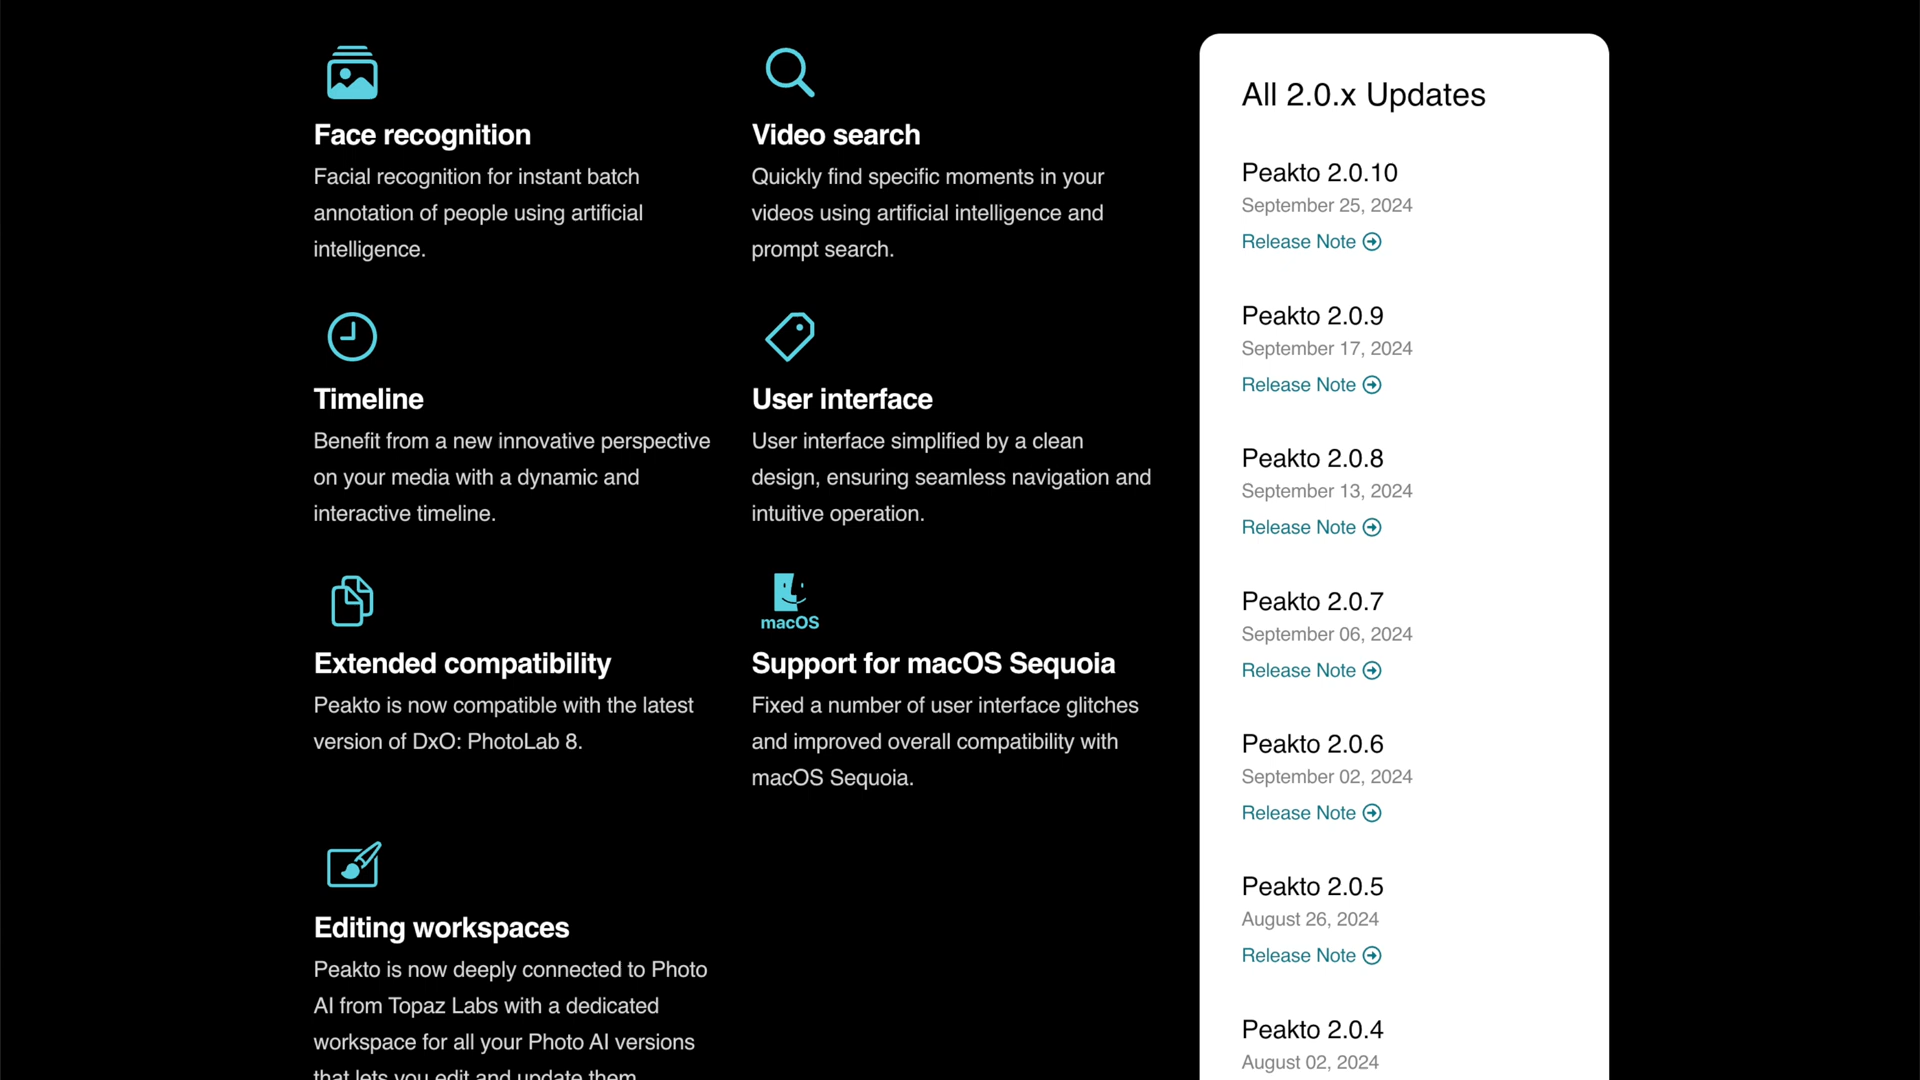 Face recognition
Facial recognition for instant batch
annotation of people using artificial
intelligence.
Video search
Quickly find specific moments in your
videos using artificial intelligence and
prompt search.
Timeline
Benefit from a new innovative perspective
on your media with a dynamic and
interactive timeline.
User interface
User interface simplified by a clean
design, ensuring seamless navigation and
intuitive operation.
Extended compatibility
Peakto is now compatible with the latest
version of DxO: PhotoLab 8.
macOS
Support for macOS Sequoia
Fixed a number of user interface glitches
and improved overall compatibility with
macOS Sequoia.
Editing workspaces
Peakto is now deeply connected to Photo
AI from Topaz Labs with a dedicated
workspace for all your Photo AI versions
that lets you edit and update them
All 2.0.x Updates
Peakto 2.0.10
September 25, 2024
Release Note
Peakto 2.0.9
September 17, 2024
Release Note
Peakto 2.0.8
September 13, 2024
Release Note
Peakto 2.0.7
September 06, 2024
Release Note
Peakto 2.0.6
September 02, 2024
Release Note
Peakto 2.0.5
August 26, 2024
Release Note
Peakto 2.0.4
August 02, 2024